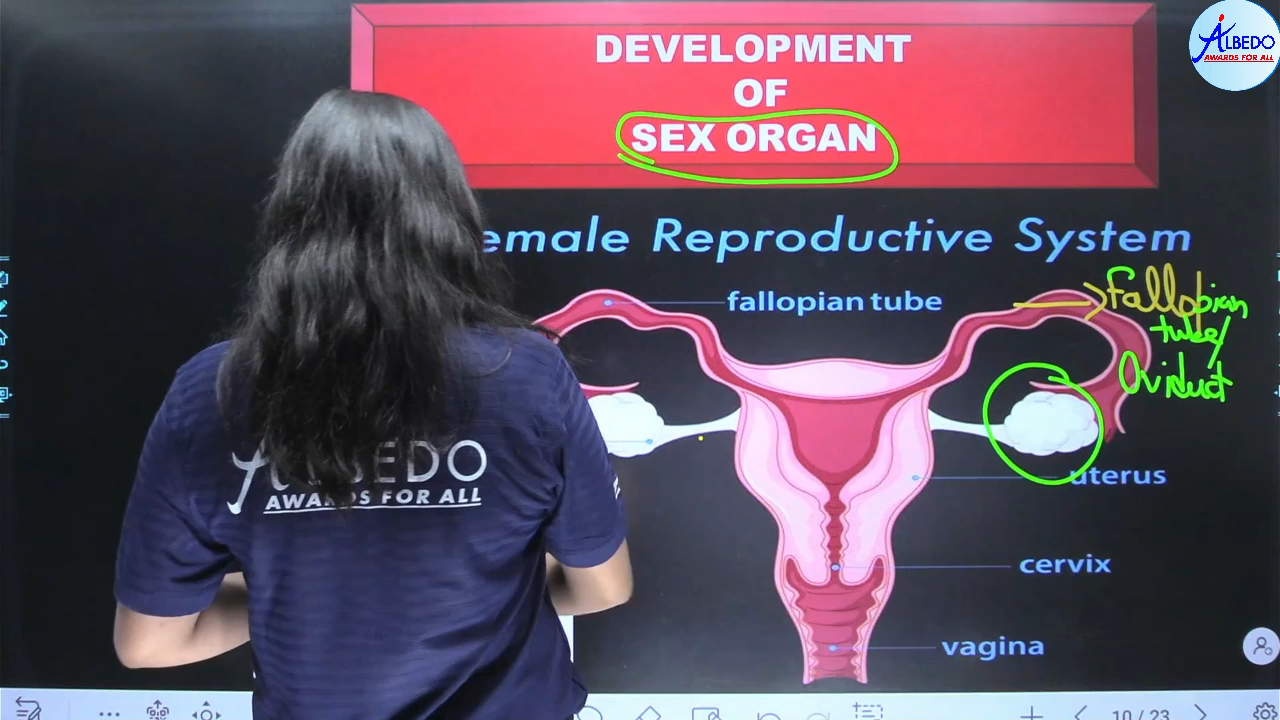 DEVELOPMENT
OF
SEX ORGAN
ALBEDO
AWARDS FOR ALL
emale Reproductive System
fallopian tube
Fallobian
tube/
Oviduct
uterus
cervix
vagina
ALBEDO
AWARDS FOR ALL
10/23